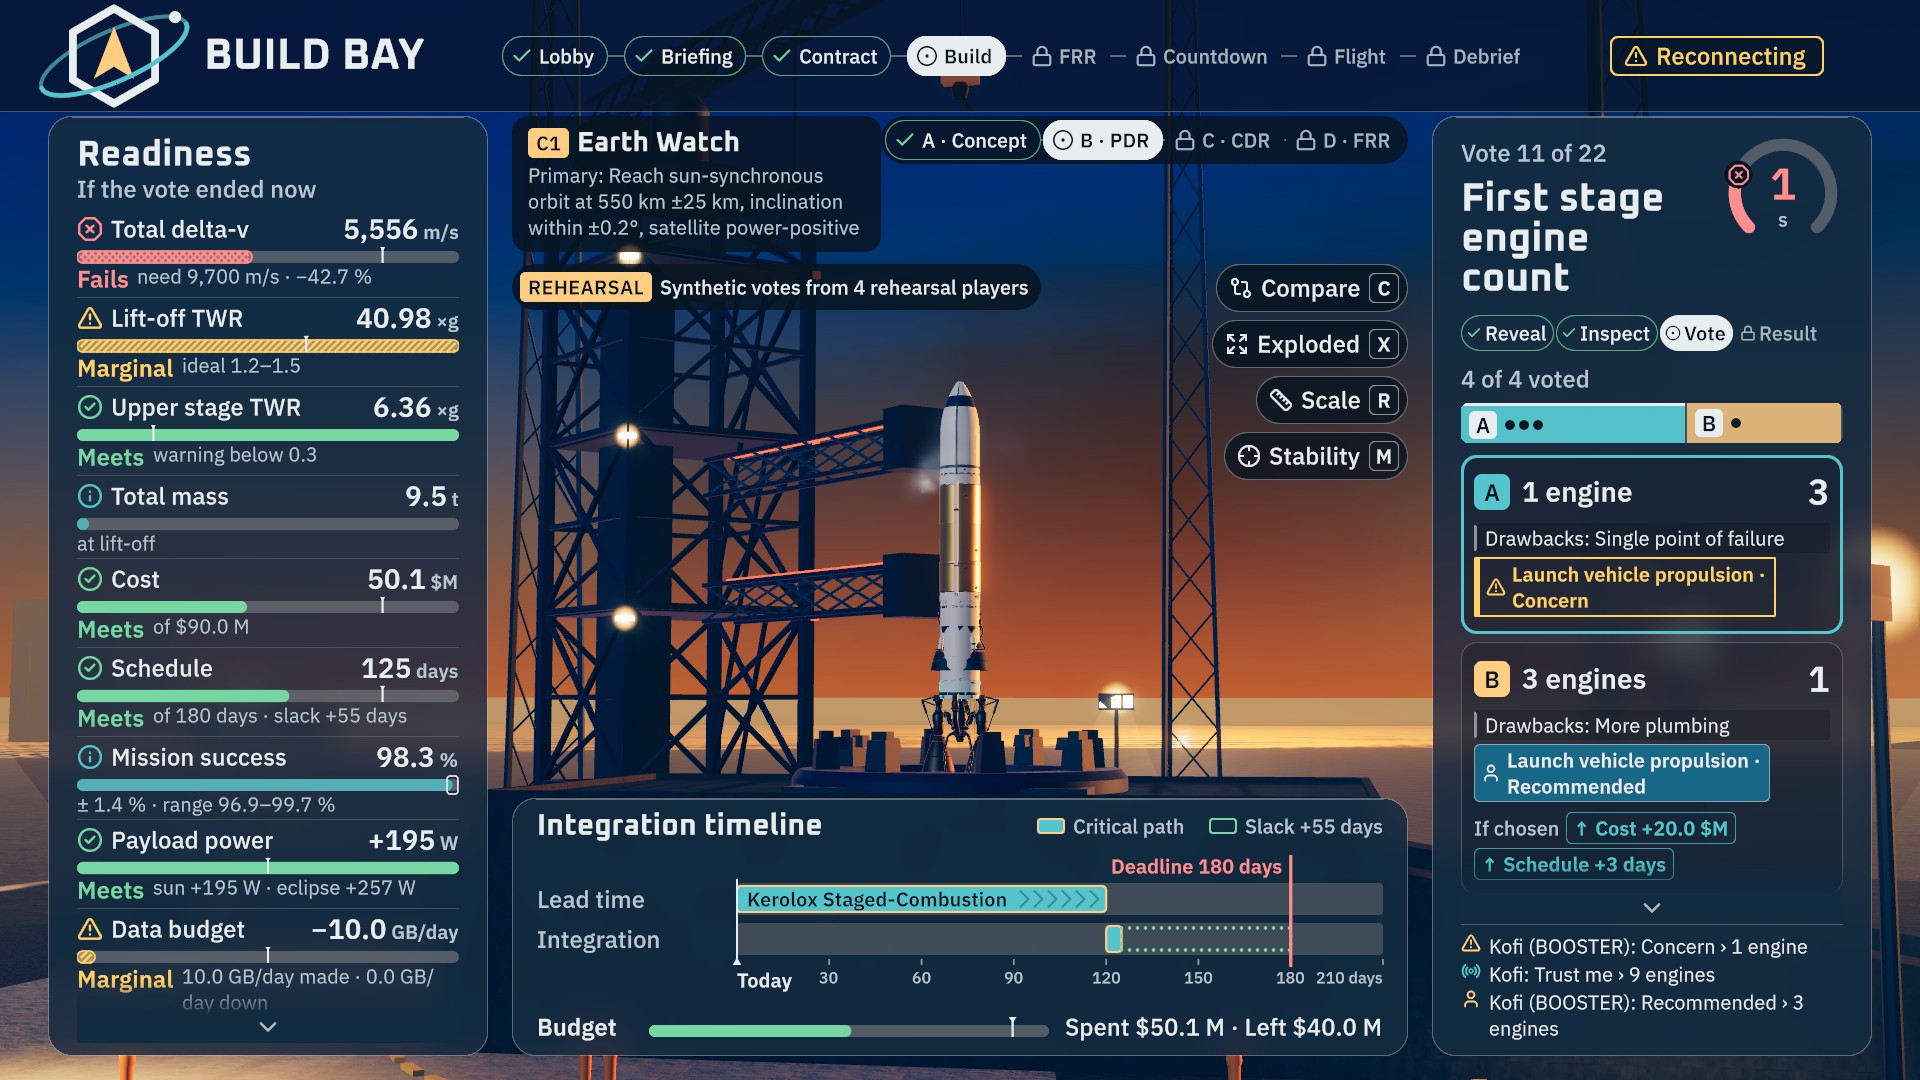 BUILD BAY
Lobby
Briefing
Contract
Build
FRR
Countdown
Flight
Debrief
Reconnecting
Readiness
If the vote ended now
Total delta-v 5,556 m/s
Fails need 9,700 m/s · −42.7 %
Lift-off TWR 40.98 ×g
Marginal ideal 1.2–1.5
Upper stage TWR 6.36 ×g
Meets warning below 0.3
Total mass 9.5 t
at lift-off
Cost 50.1 $M
Meets of $90.0 M
Schedule 125 days
Meets of 180 days · slack +55 days
Mission success 98.3 %
± 1.4 % · range 96.9–99.7 %
Payload power +195 W
Meets sun +195 W · eclipse +257 W
Data budget −10.0 GB/day
Marginal 10.0 GB/day made · 0.0 GB/
day down
C1 Earth Watch
Primary: Reach sun-synchronous
orbit at 550 km ±25 km, inclination
within ±0.2°, satellite power-positive
A · Concept
B · PDR
C · CDR
D · FRR
REHEARSAL Synthetic votes from 4 rehearsal players
Compare C
Exploded X
Scale R
Stability M
Integration timeline
Critical path
Slack +55 days
Deadline 180 days
Lead time
Kerolox Staged-Combustion
Integration
Today 30 60 90 120 150 180 210 days
Budget
Spent $50.1 M · Left $40.0 M
Vote 11 of 22
First stage
engine
count
1
s
Reveal
Inspect
Vote
Result
4 of 4 voted
A
B
A 1 engine 3
Drawbacks: Single point of failure
Launch vehicle propulsion ·
Concern
B 3 engines 1
Drawbacks: More plumbing
Launch vehicle propulsion ·
Recommended
If chosen ↑ Cost +20.0 $M
↑ Schedule +3 days
Kofi (BOOSTER): Concern › 1 engine
Kofi: Trust me › 9 engines
Kofi (BOOSTER): Recommended › 3
engines